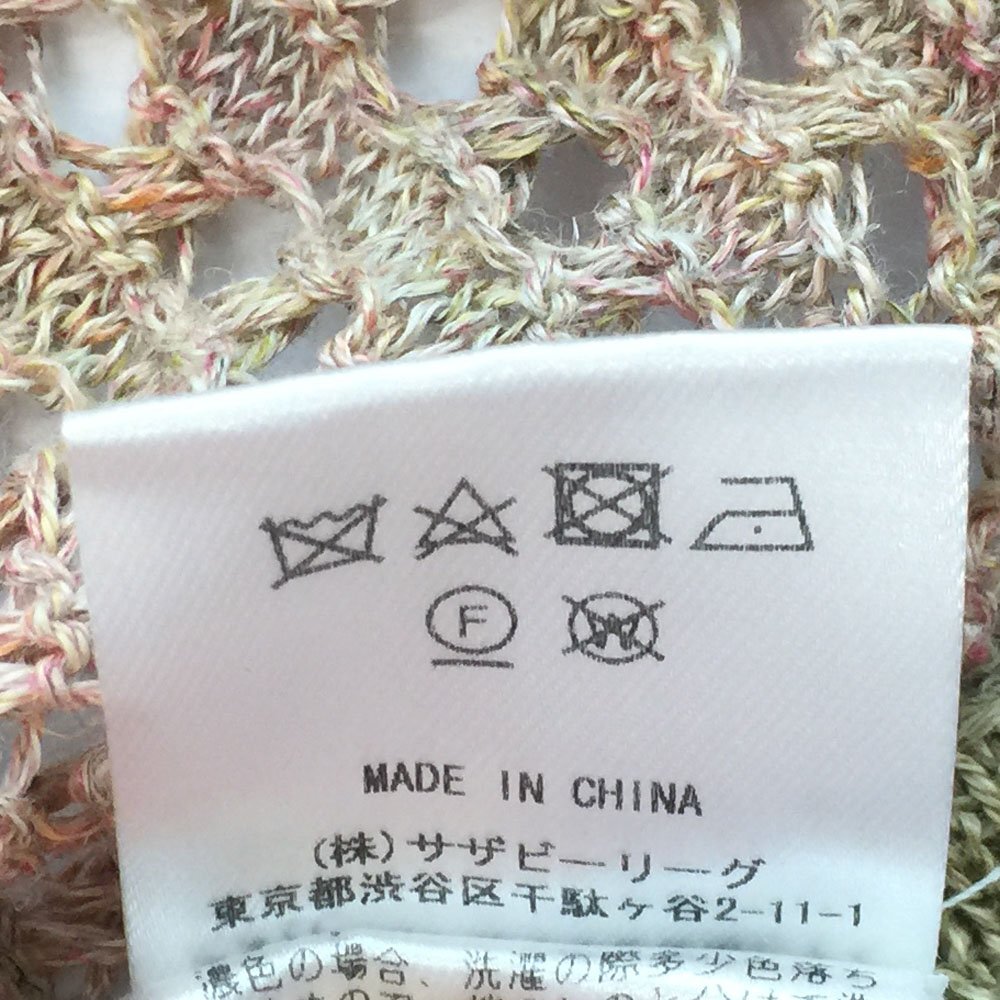 F
W
MADE IN CHINA
(株)サザビーリーグ
東京都渋谷区千駄ヶ谷2-11-1
濃色の場合、洗濯の際多少色落ち